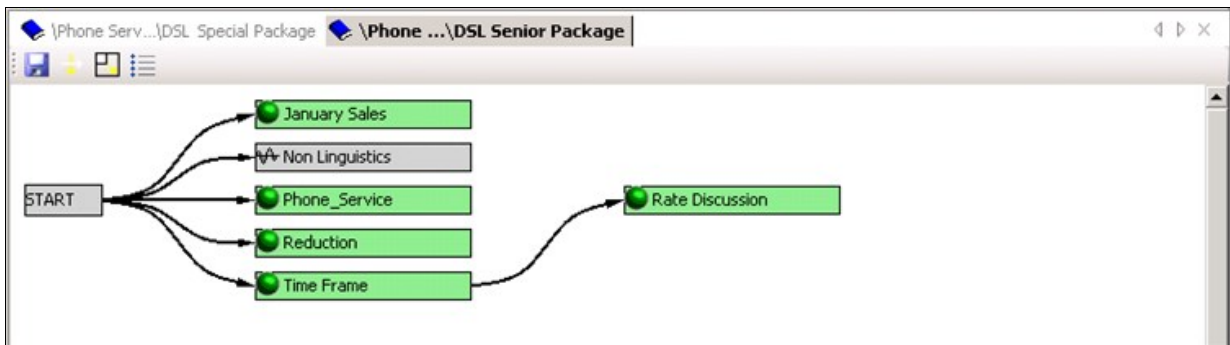 \Phone Serv...\DSL Special Package
\Phone ...\DSL Senior Package
START
January Sales
Non Linguistics
Phone_Service
Reduction
Time Frame
Rate Discussion